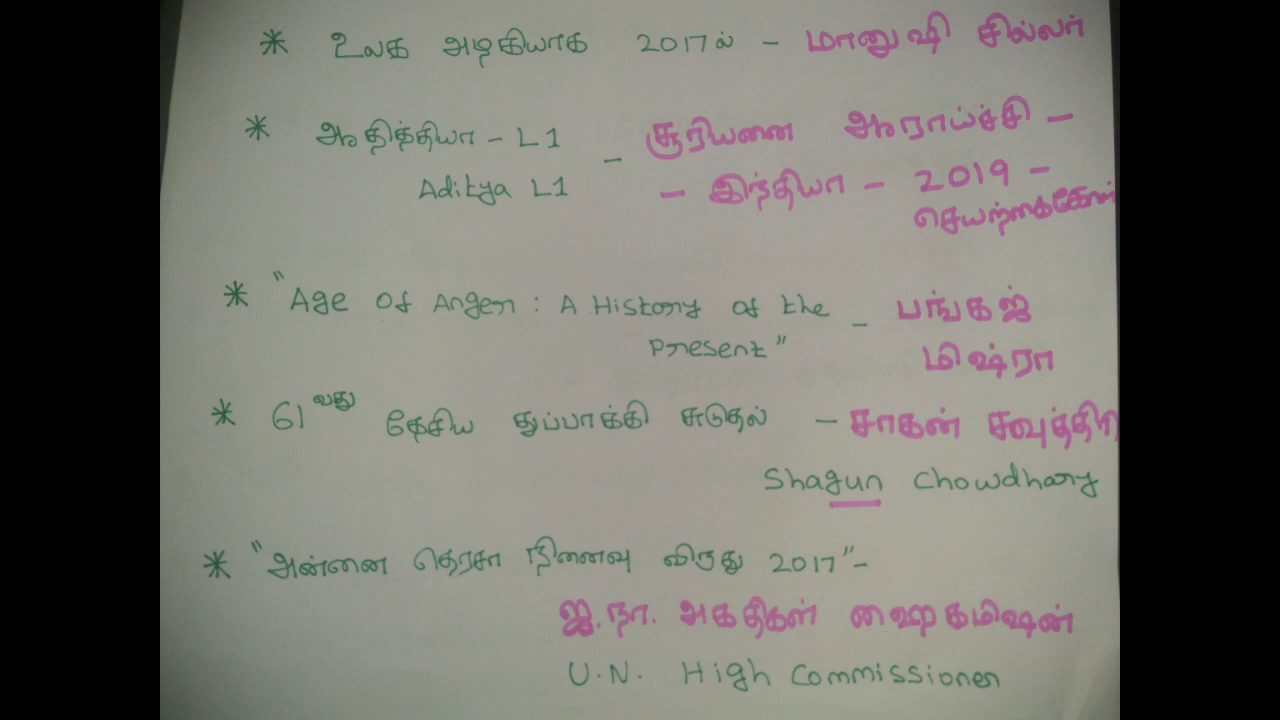 * உலக அழகியாக 2017ல் - மானுஷி சில்லர்
* ஆதித்தியா - L1 - சூரியனை ஆராய்ச்சி -
Aditya L1 - இந்தியா - 2019 -
செயற்கைகோள்
* "Age of Anger : A History of the - பங்கஜ்
Present" மிஷ்ரா
* 61வது தேசிய துப்பாக்கி சுடுதல் - சாகன் சவுத்திரி
Shagun Chowdhary
* "அன்னை தெரசா நினைவு விருது 2017" -
ஐ.நா. அகதிகள் ஹைகமிஷன்
U.N. High Commissioner